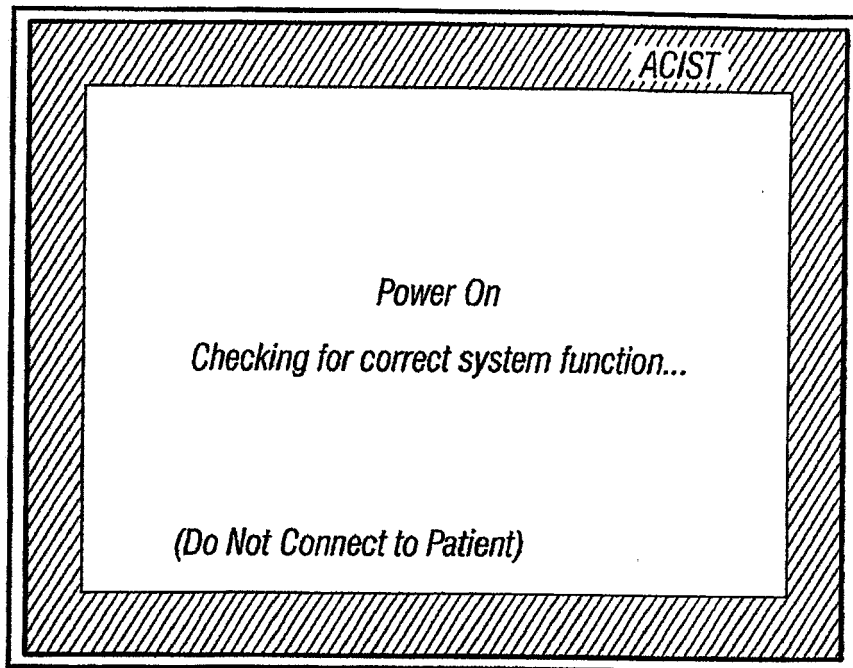 ACIST
Power On
Checking for correct system function...
(Do Not Connect to Patient)